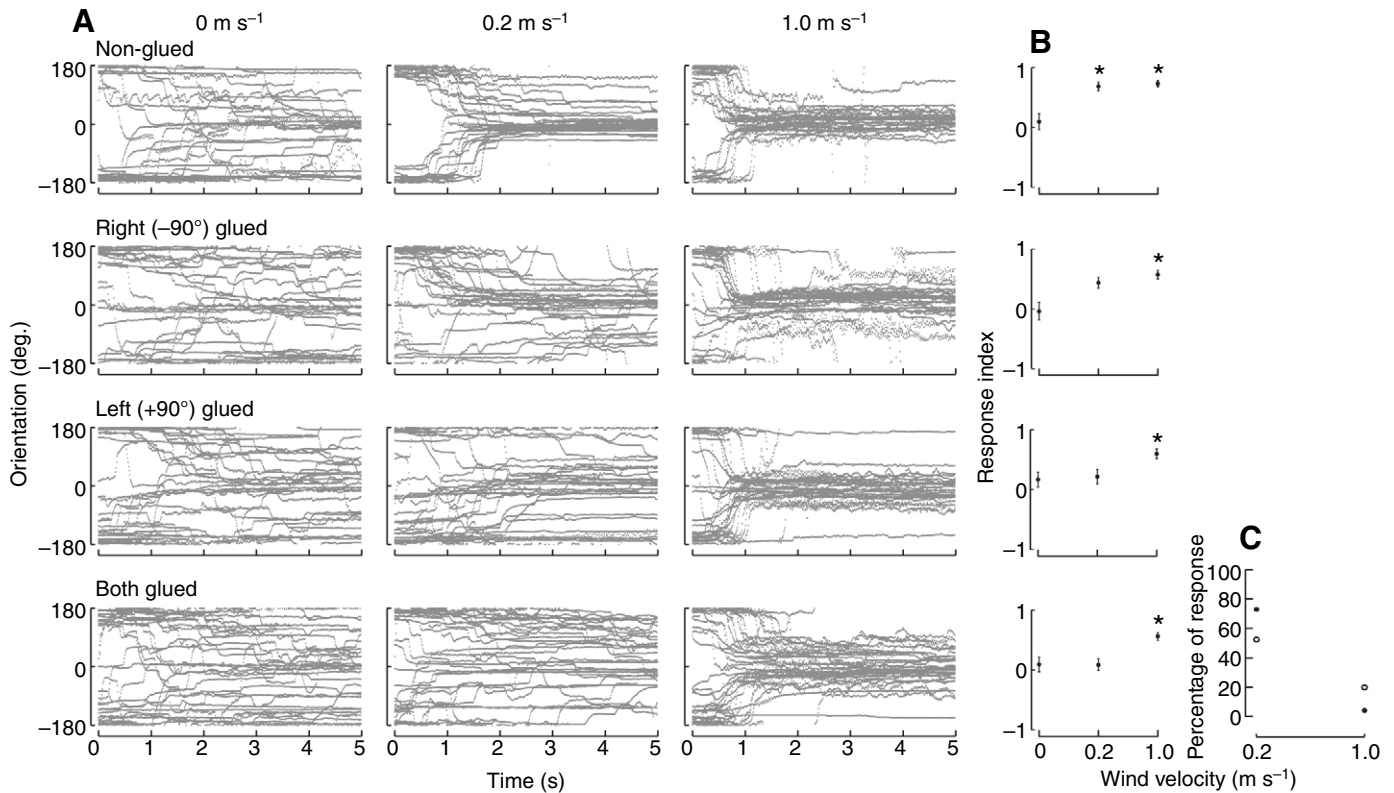 A
0 m s–1
0.2 m s–1
1.0 m s–1
B
Non-glued
180
0
–180
1
0
–1
*
*
Right (–90°) glued
180
0
–180
1
0
–1
*
Left (+90°) glued
180
0
–180
1
0
–1
*
Both glued
180
0
–180
0 1 2 3 4 5
0 1 2 3 4 5
0 1 2 3 4 5
Time (s)
Orientation (deg.)
Response index
1
0
–1
*
0 0.2 1.0
Wind velocity (m s–1)
C
Percentage of response
100
80
60
40
20
0
0.2 1.0